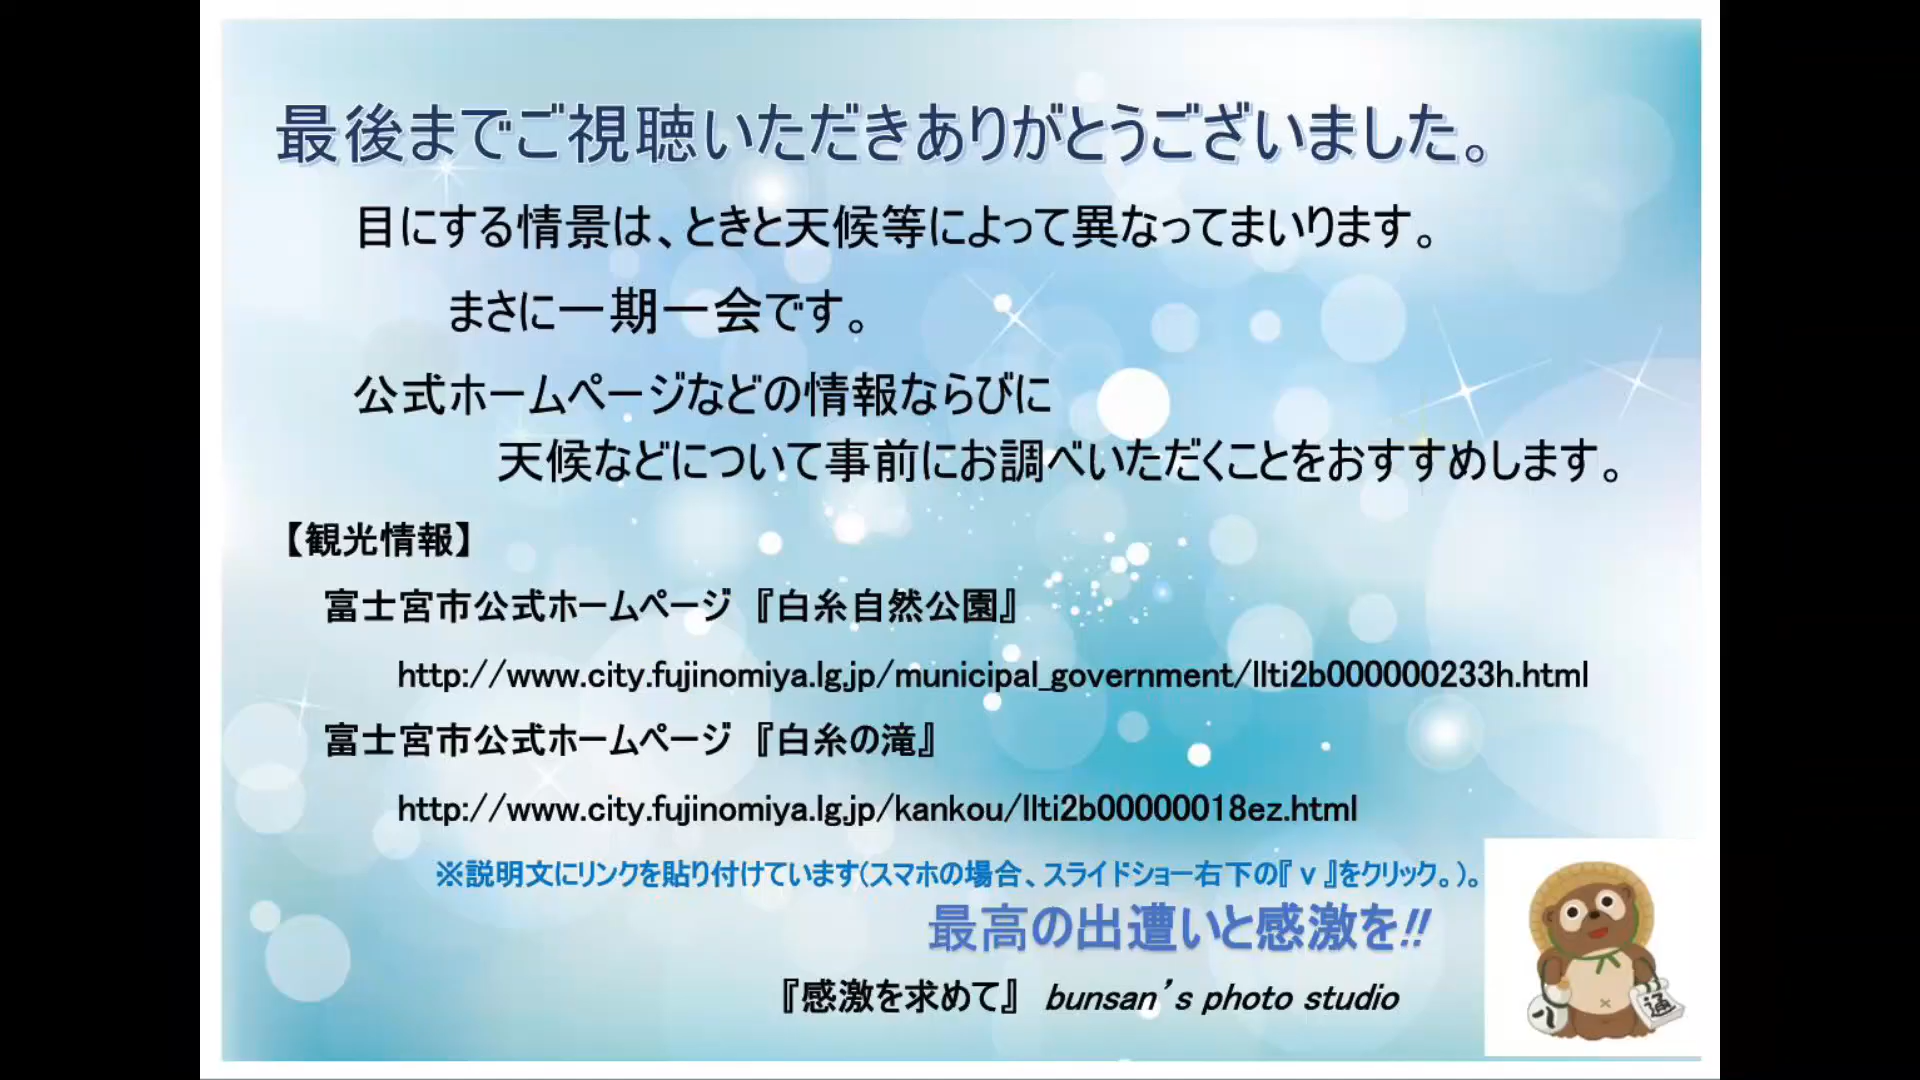 最後までご視聴いただきありがとうございました。
目にする情景は、ときと天候等によって異なってまいります。
まさに一期一会です。
公式ホームページなどの情報ならびに
天候などについて事前にお調べいただくことをおすすめします。
【観光情報】
富士宮市公式ホームページ 『白糸自然公園』
http://www.city.fujinomiya.lg.jp/municipal_government/llti2b000000233h.html
富士宮市公式ホームページ 『白糸の滝』
http://www.city.fujinomiya.lg.jp/kankou/llti2b00000018ez.html
※説明文にリンクを貼り付けています(スマホの場合、スライドショー右下の『 v 』をクリック。)。
最高の出遭いと感激を!!
『感激を求めて』 bunsan's photo studio
八
通